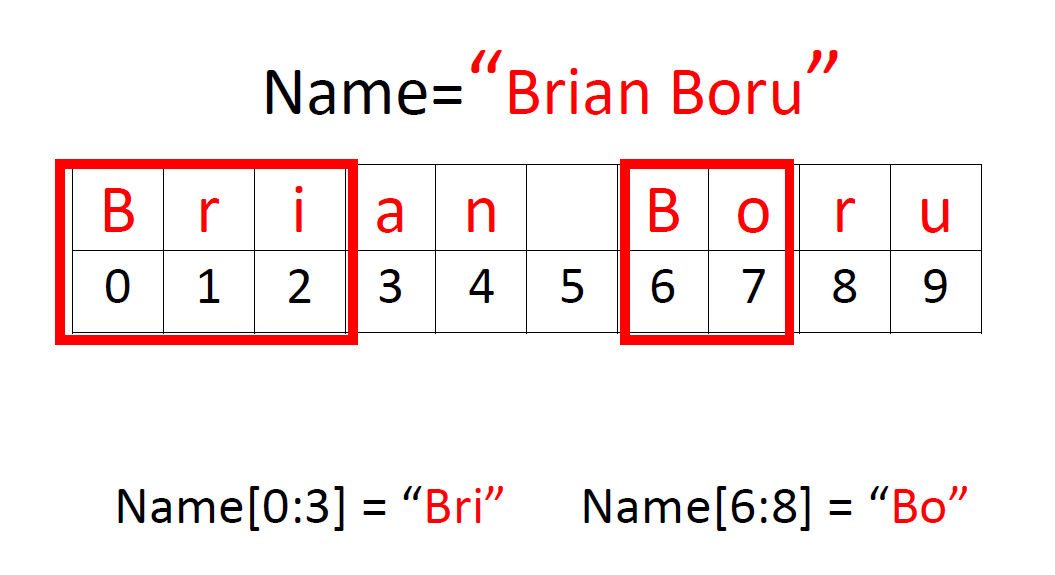 Name=“Brian Boru”
B r i a n B o r u
0 1 2 3 4 5 6 7 8 9
Name[0:3] = “Bri” Name[6:8] = “Bo”